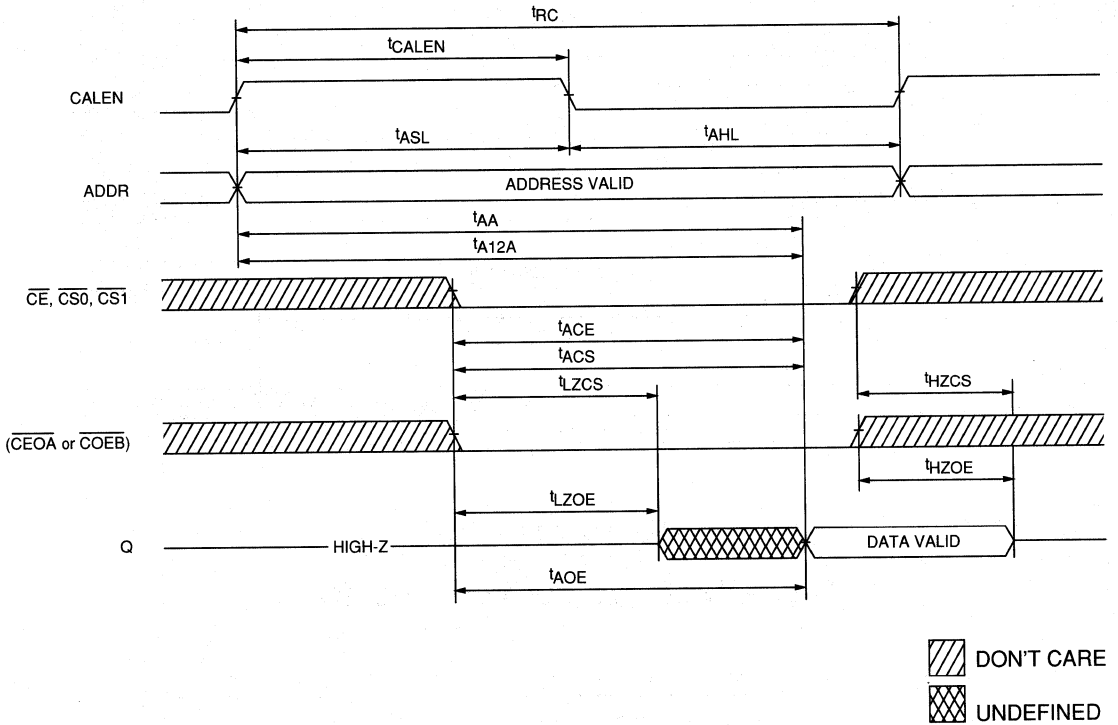 tRC
tCALEN
CALEN
tASL
tAHL
ADDR
ADDRESS VALID
tAA
tA12A
CE, CS0, CS1
tACE
tACS
tLZCS
tHZCS
(CEOA or COEB)
tHZOE
tLZOE
Q
HIGH-Z
DATA VALID
tAOE
DON'T CARE
UNDEFINED